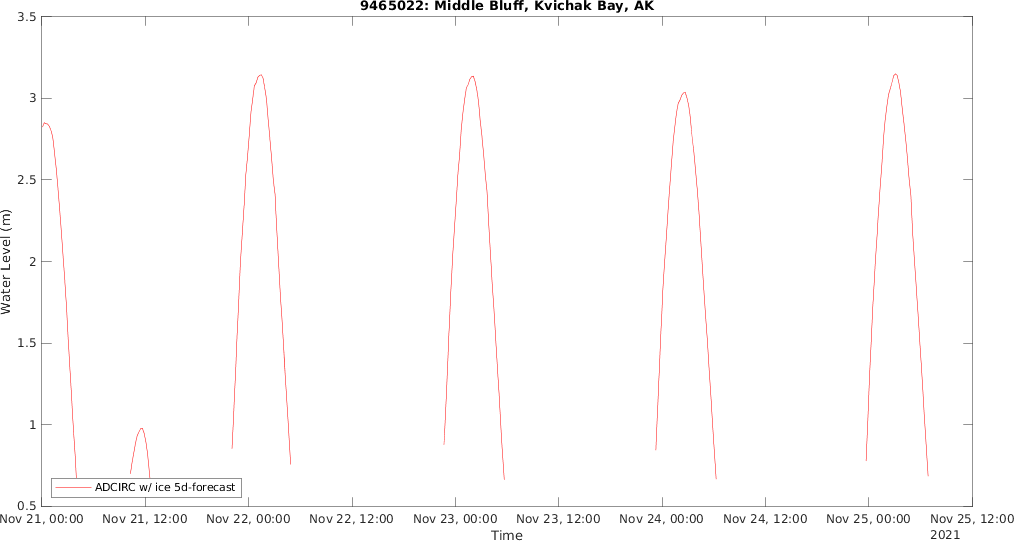 9465022: Middle Bluff, Kvichak Bay, AK
3.5
3
2.5
2
1.5
1
0.5
Water Level (m)
ADCIRC w/ ice 5d-forecast
Nov 21, 00:00 Nov 21, 12:00 Nov 22, 00:00 Nov 22, 12:00 Nov 23, 00:00 Nov 23, 12:00 Nov 24, 00:00 Nov 24, 12:00 Nov 25, 00:00 Nov 25, 12:00
Time
2021